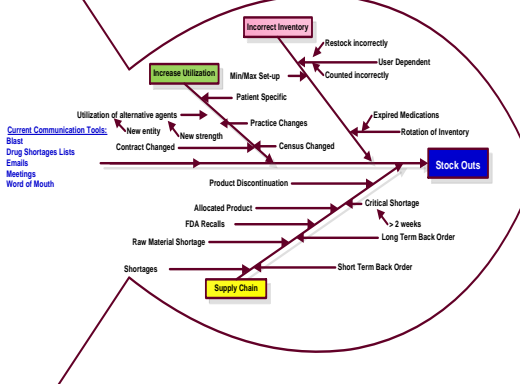 Incorrect Inventory
Restock incorrectly
User Dependent
Increase Utilization
Min/Max Set-up
Counted incorrectly
Patient Specific
Utilization of alternative agents
Expired Medications
Practice Changes
Current Communication Tools:
New entity
New strength
Rotation of Inventory
Blast
Contract Changed
Census Changed
Drug Shortages Lists
Emails
Stock Outs
Meetings
Word of Mouth
Product Discontinuation
Critical Shortage
Allocated Product
> 2 weeks
FDA Recalls
Long Term Back Order
Raw Material Shortage
Shortages
Short Term Back Order
Supply Chain